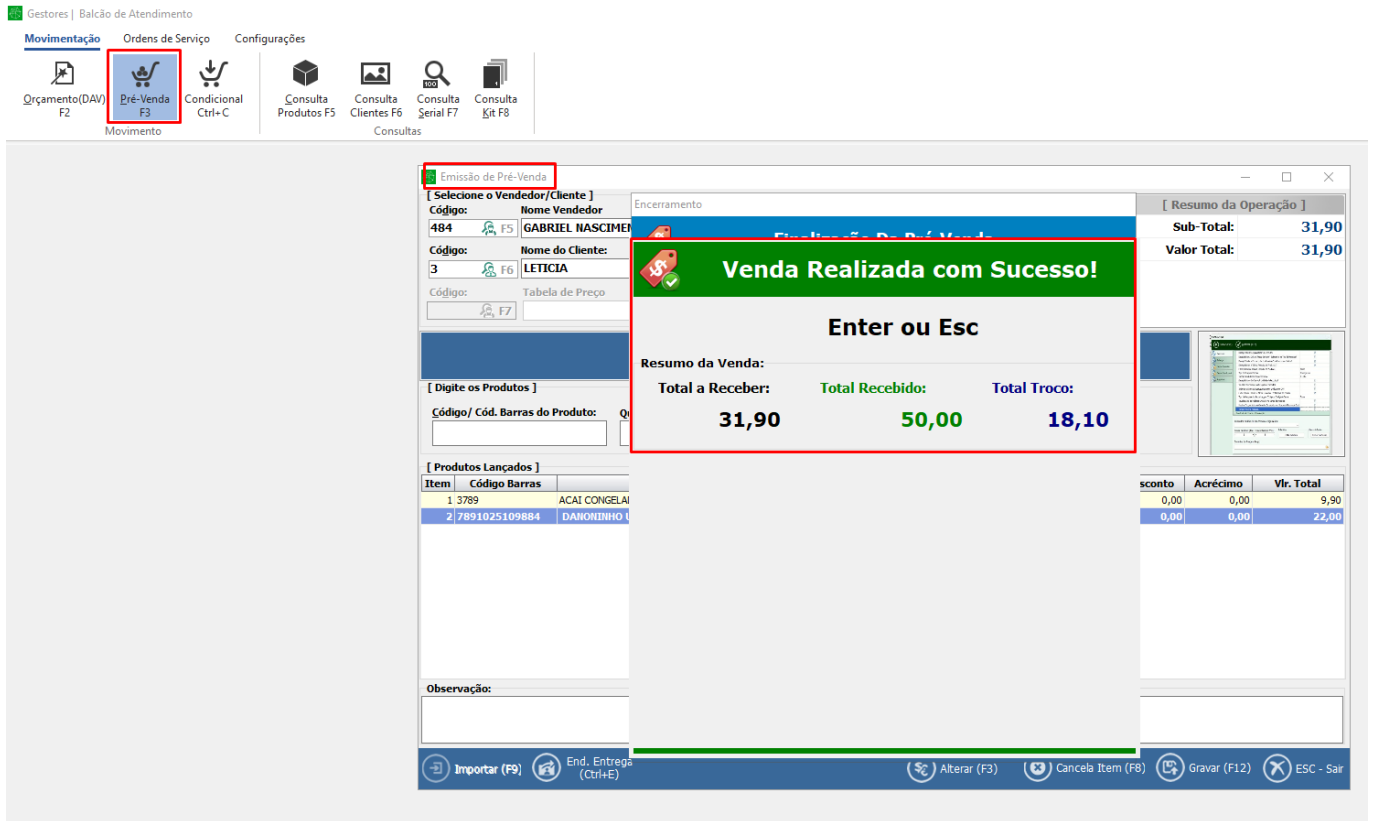 Gestores | Balcão de Atendimento
Movimentação Ordens de Serviço Configurações
Orçamento(DAV) F2
Pré-Venda F3
Condicional Ctrl+C
Consulta Produtos F5
Consulta Clientes F6
Consulta Serial F7
Consulta Kit F8
Movimento Consultas
Emissão de Pré-Venda
[ Selecione o Vendedor/Cliente ]
Código: Nome Vendedor
484 F5 GABRIEL NASCIMEN
Código: Nome do Cliente:
3 F6 LETICIA
Código: Tabela de Preço
F7
Encerramento
Finalização Da Pré-Venda
Venda Realizada com Sucesso!
Enter ou Esc
Resumo da Venda:
Total a Receber: Total Recebido: Total Troco:
31,90 50,00 18,10
[ Resumo da Operação ]
Sub-Total: 31,90
Valor Total: 31,90
[ Digite os Produtos ]
Código/ Cód. Barras do Produto:
[ Produtos Lançados ]
Item Código Barras sconto Acrécimo Vlr. Total
1 3789 ACAI CONGELAD 0,00 0,00 9,90
2 7891025109884 DANONINHO U 0,00 0,00 22,00
Observação:
Importar (F9) End. Entrega (Ctrl+E) Alterar (F3) Cancela Item (F8) Gravar (F12) ESC - Sair